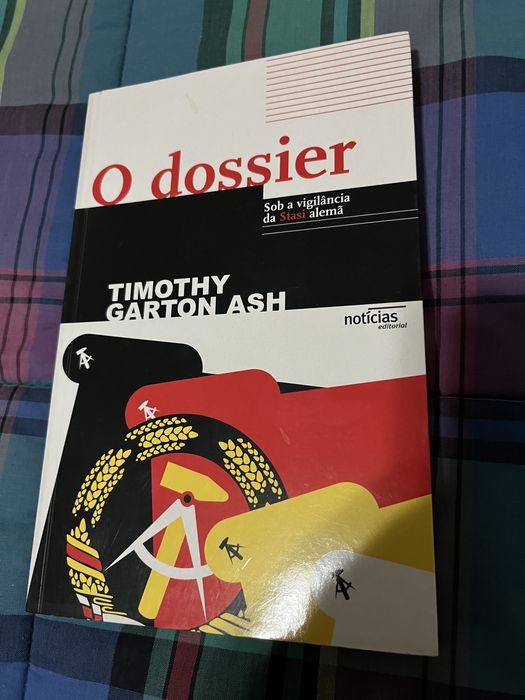 O dossier
Sob a vigilância
da Stasi alemã
TIMOTHY
GARTON ASH
notícias
editorial